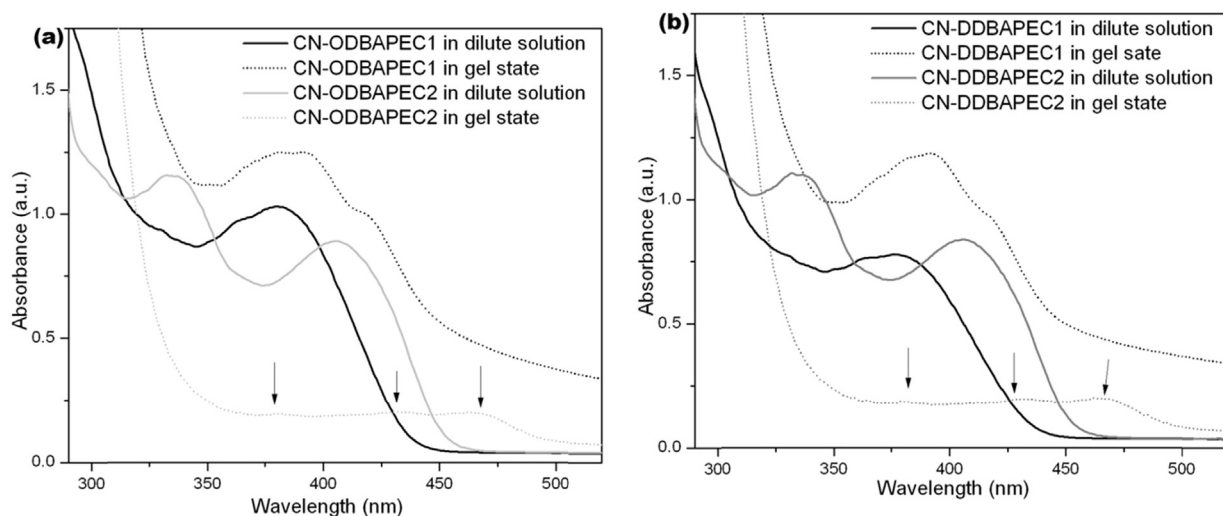 (a)
CN-ODBAPEC1 in dilute solution
CN-ODBAPEC1 in gel state
CN-ODBAPEC2 in dilute solution
CN-ODBAPEC2 in gel state
1.5
1.0
0.5
0.0
Absorbance (a.u.)
300 350 400 450 500
Wavelength (nm)
(b)
CN-DDBAPEC1 in dilute solution
CN-DDBAPEC1 in gel sate
CN-DDBAPEC2 in dilute solution
CN-DDBAPEC2 in gel state
1.5
1.0
0.5
0.0
Absorbance (a.u.)
300 350 400 450 500
Wavelength (nm)